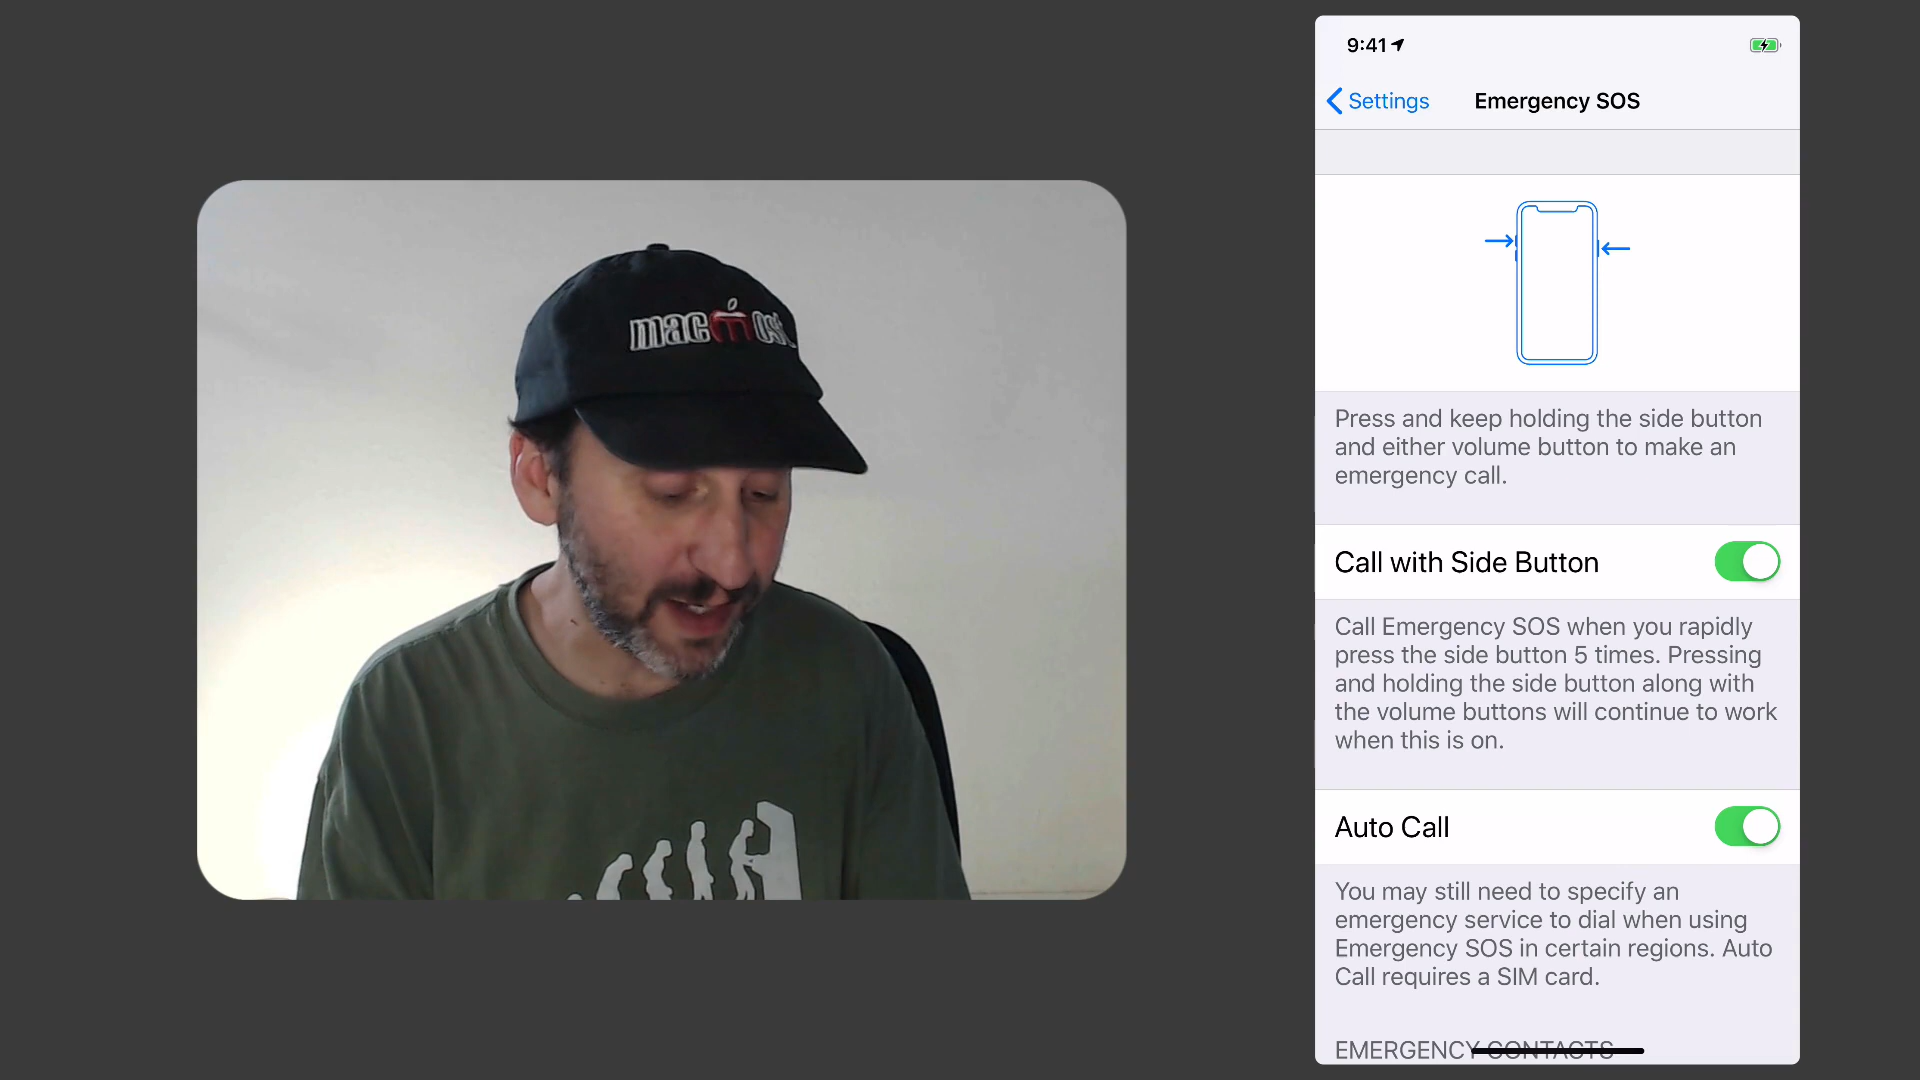 macmost
9:41
Settings
Emergency SOS
Press and keep holding the side button
and either volume button to make an
emergency call.
Call with Side Button
Call Emergency SOS when you rapidly
press the side button 5 times. Pressing
and holding the side button along with
the volume buttons will continue to work
when this is on.
Auto Call
You may still need to specify an
emergency service to dial when using
Emergency SOS in certain regions. Auto
Call requires a SIM card.
EMERGENCY CONTACTS